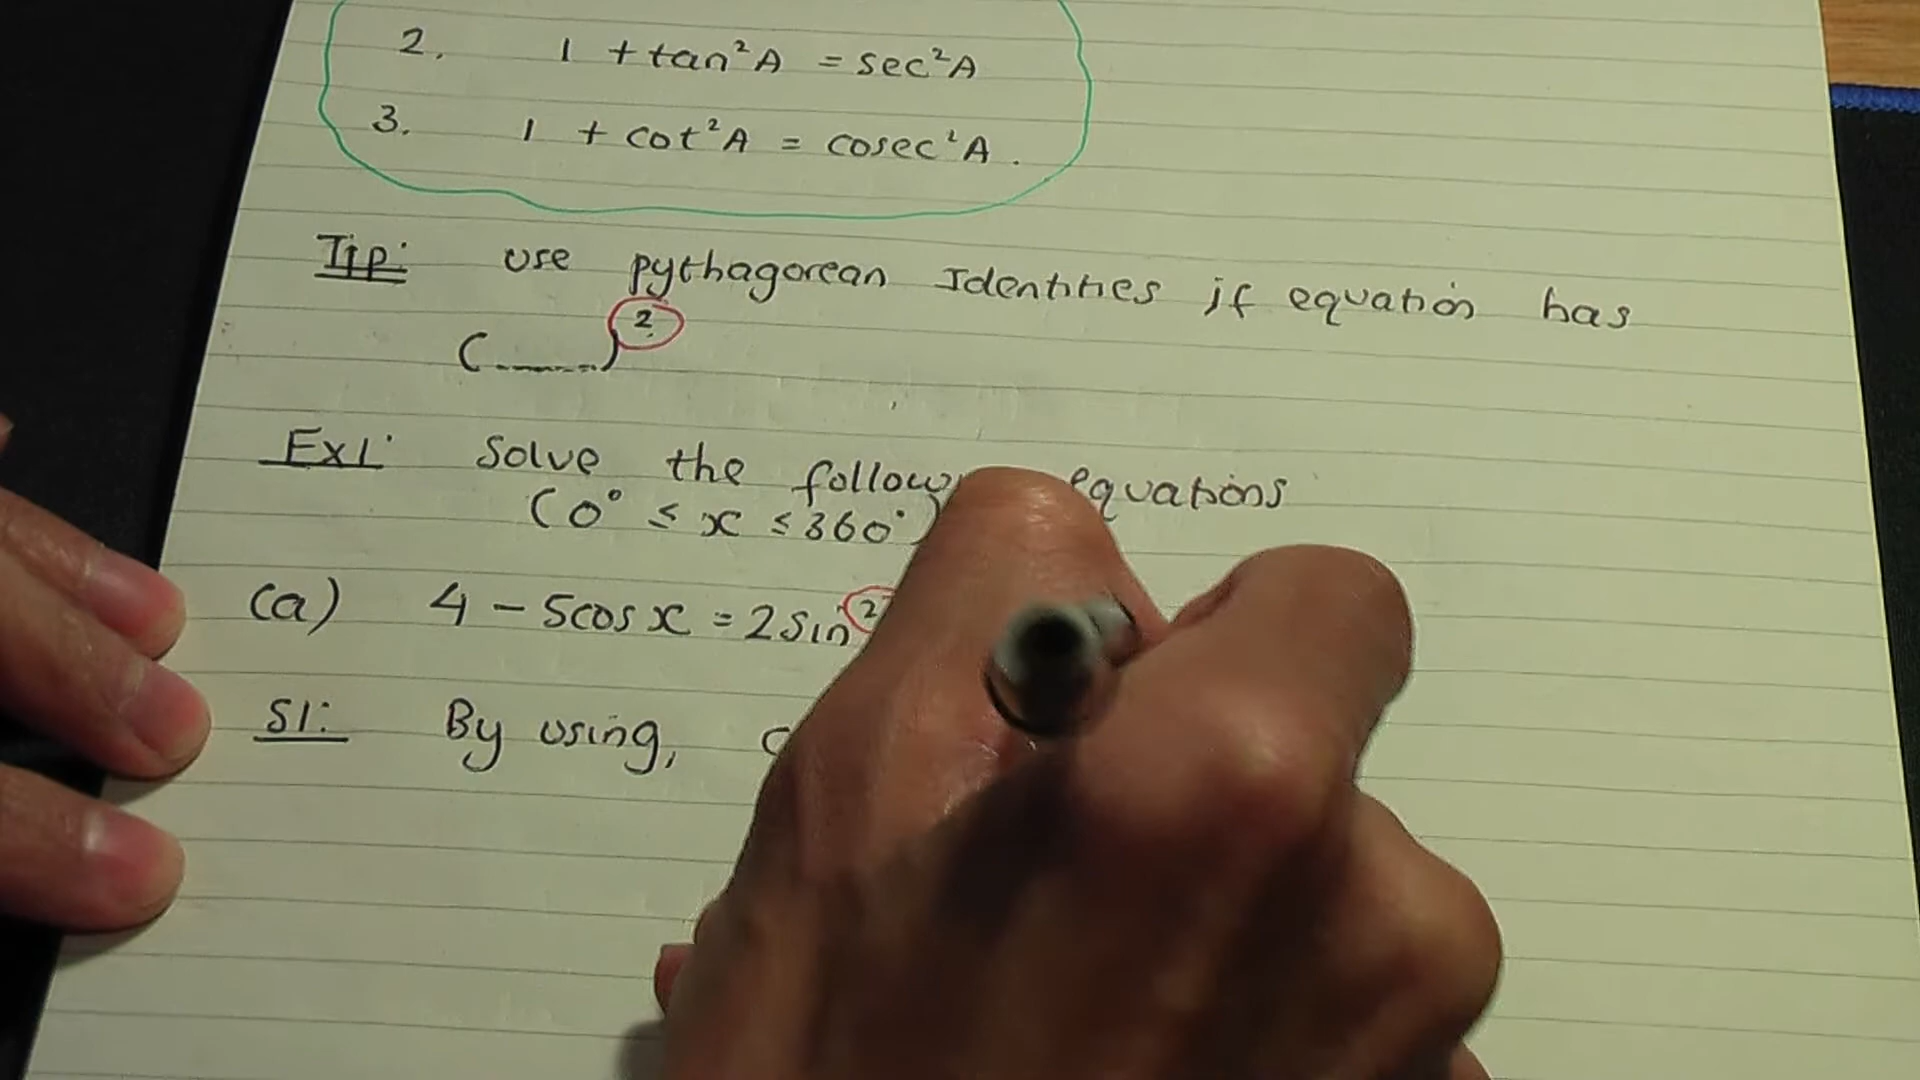 2. 1 + tan²A = sec²A
3. 1 + cot²A = cosec²A.
Tip: use pythagorean Identities if equation has
(......)²
Ex1: Solve the equations
(0° ≤ x ≤ 360°)
(a) 4 - 5cos x = 2sin²
S1: By using,